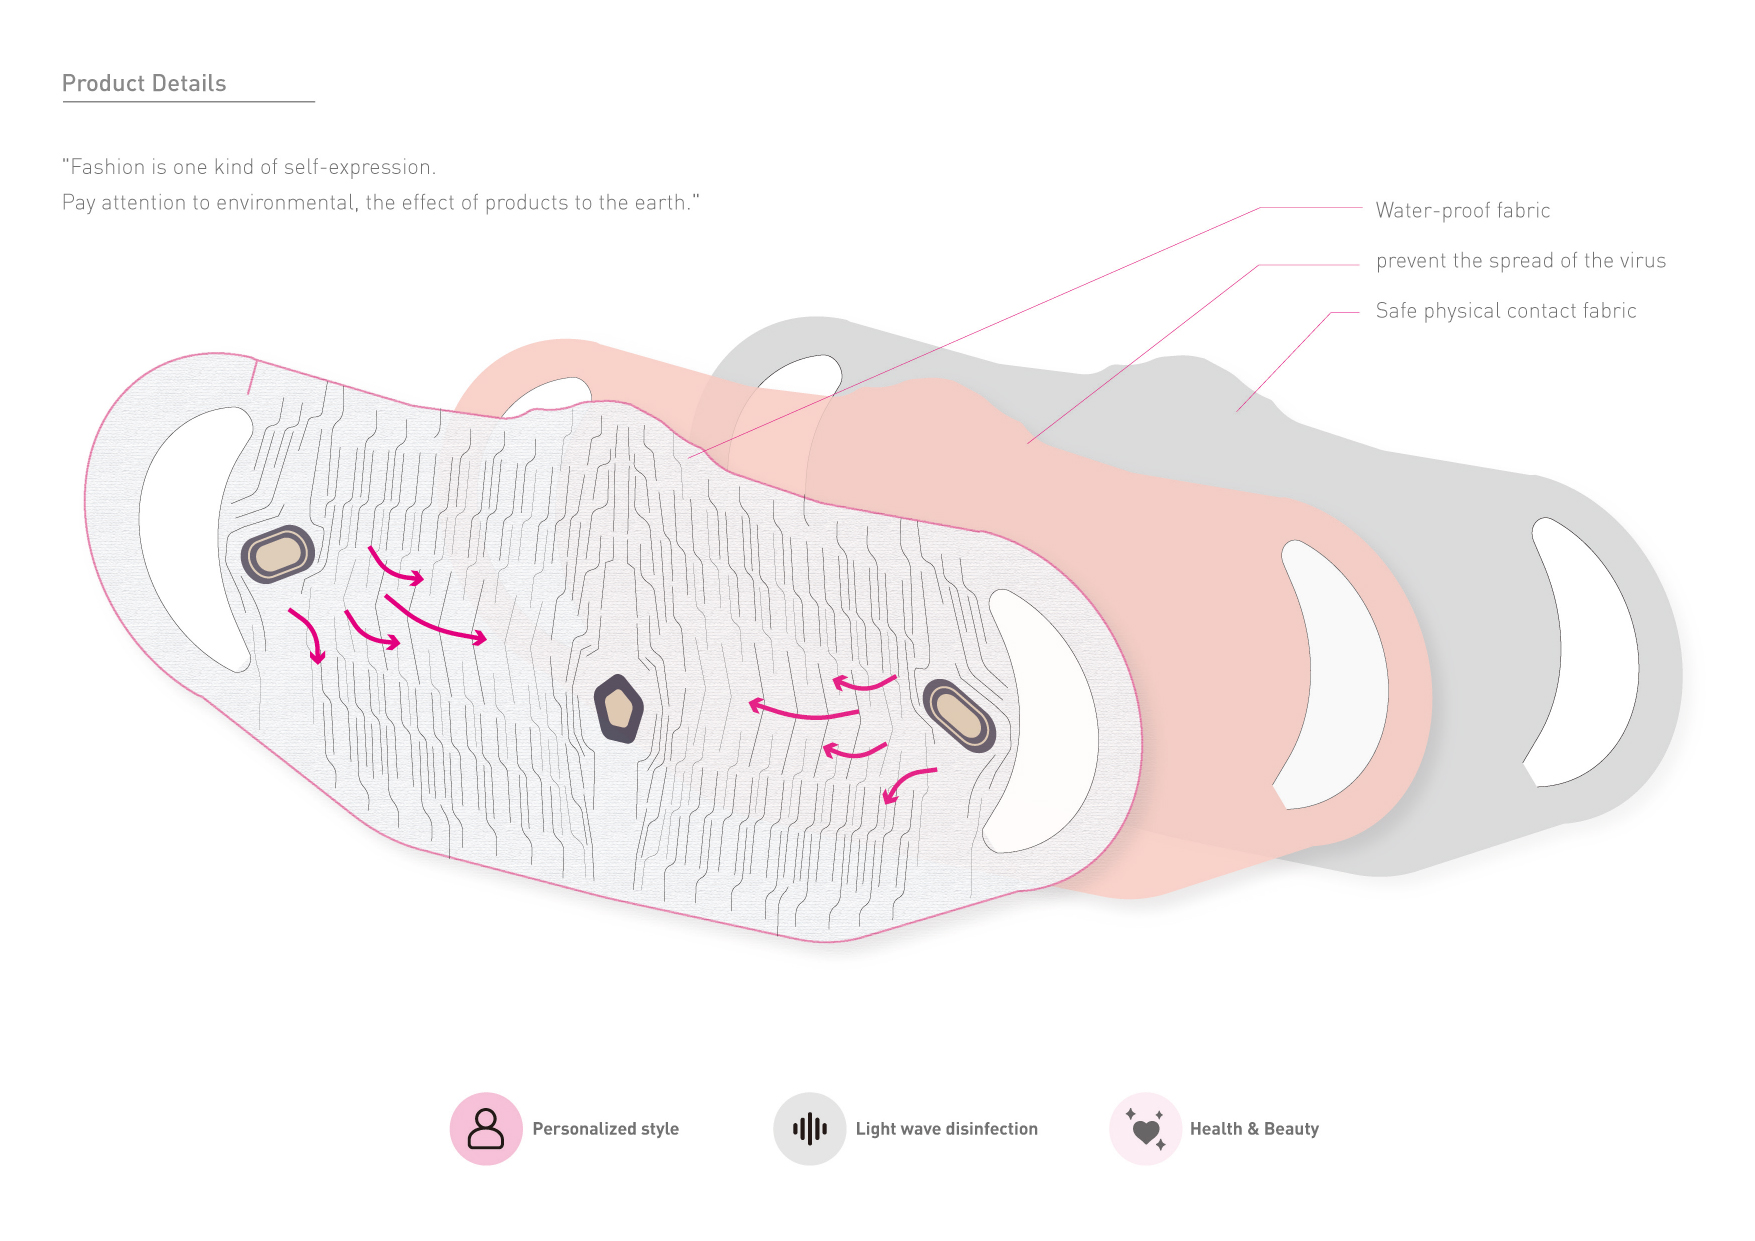 Product Details
"Fashion is one kind of self-expression.
Pay attention to environmental, the effect of products to the earth."
Water-proof fabric
prevent the spread of the virus
Safe physical contact fabric
Personalized style
Light wave disinfection
Health & Beauty